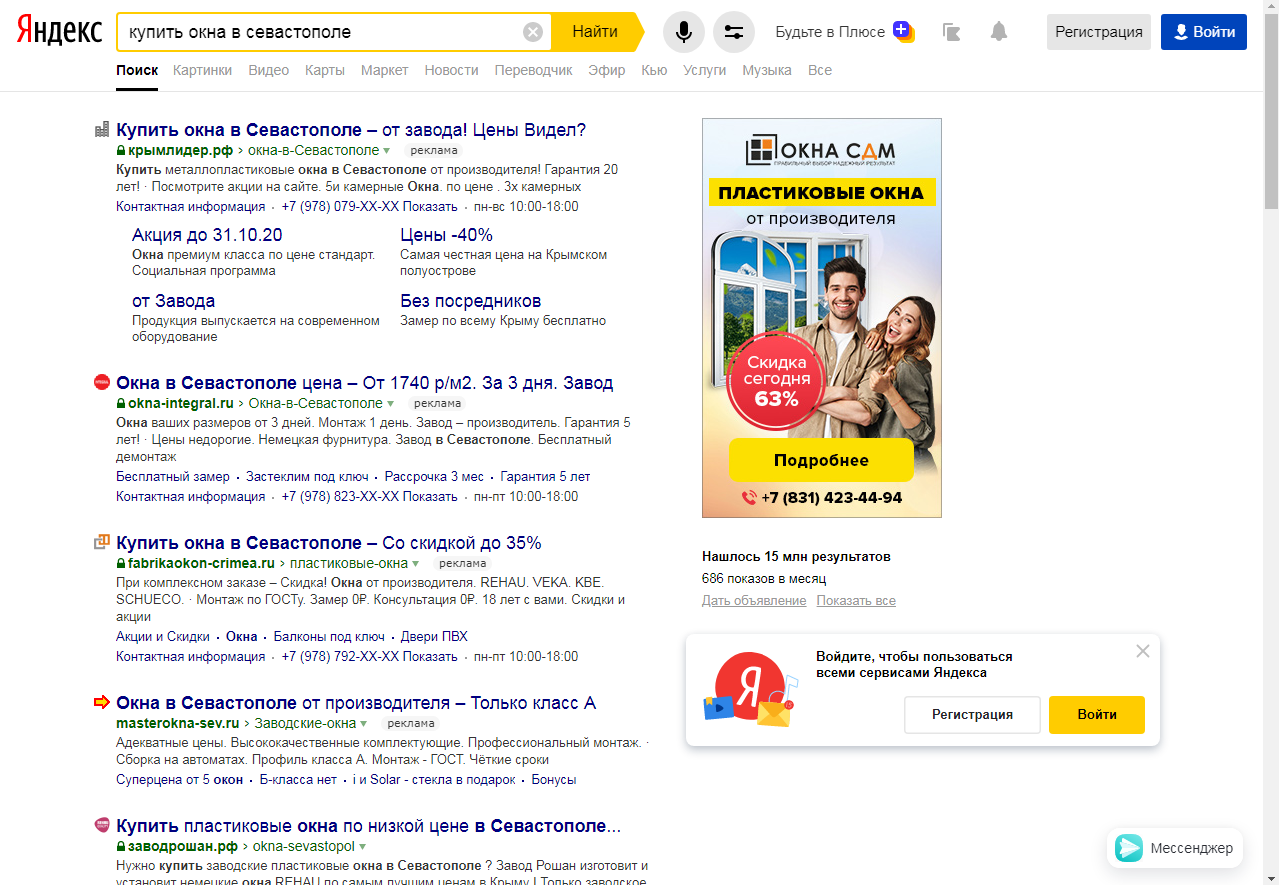 Яндекс
купить окна в севастополе
Найти
Будьте в Плюсе
Регистрация
Войти
Поиск Картинки Видео Карты Маркет Новости Переводчик Эфир Кью Услуги Музыка Все
Купить окна в Севастополе – от завода! Цены Видел?
крымлидер.рф › окна-в-Севастополе реклама
Купить металлопластиковые окна в Севастополе от производителя! Гарантия 20
лет! · Посмотрите акции на сайте. 5и камерные Окна. по цене . 3х камерных
Контактная информация · +7 (978) 079-XX-XX Показать · пн-вс 10:00-18:00
Акция до 31.10.20
Окна премиум класса по цене стандарт.
Социальная программа
Цены -40%
Самая честная цена на Крымском
полуострове
от Завода
Продукция выпускается на современном
оборудование
Без посредников
Замер по всему Крыму бесплатно
Окна в Севастополе цена – От 1740 р/м2. За 3 дня. Завод
okna-integral.ru › Окна-в-Севастополе реклама
Окна ваших размеров от 3 дней. Монтаж 1 день. Завод – производитель. Гарантия 5
лет! · Цены недорогие. Немецкая фурнитура. Завод в Севастополе. Бесплатный
демонтаж
Бесплатный замер · Застеклим под ключ · Рассрочка 3 мес · Гарантия 5 лет
Контактная информация · +7 (978) 823-XX-XX Показать · пн-пт 10:00-18:00
Купить окна в Севастополе – Со скидкой до 35%
fabrikaokon-crimea.ru › пластиковые-окна реклама
При комплексном заказе – Скидка! Окна от производителя. REHAU. VEKA. KBE.
SCHUECO. · Монтаж по ГОСТу. Замер 0₽. Консультация 0₽. 18 лет с вами. Скидки и
акции
Акции и Скидки · Окна · Балконы под ключ · Двери ПВХ
Контактная информация · +7 (978) 792-XX-XX Показать · пн-пт 10:00-18:00
Окна в Севастополе от производителя – Только класс А
masterokna-sev.ru › Заводские-окна реклама
Адекватные цены. Высококачественные комплектующие. Профессиональный монтаж. ·
Сборка на автоматах. Профиль класса А. Монтаж - ГОСТ. Чёткие сроки
Суперцена от 5 окон · Б-класса нет · i и Solar - стекла в подарок · Бонусы
Купить пластиковые окна по низкой цене в Севастополе...
заводрошан.рф › okna-sevastopol
Нужно купить заводские пластиковые окна в Севастополе ? Завод Рошан изготовит и
установит немецкие окна REHAU по самым лучшим ценам в Крыму ! Только заводское
ОКНА СДМ
ПРАВИЛЬНЫЙ ВЫБОР НАДЕЖНЫЙ РЕЗУЛЬТАТ
ПЛАСТИКОВЫЕ ОКНА
от производителя
Скидка
сегодня
63%
Подробнее
+7 (831) 423-44-94
Нашлось 15 млн результатов
686 показов в месяц
Дать объявление Показать все
Я
Войдите, чтобы пользоваться
всеми сервисами Яндекса
Регистрация
Войти
Мессенджер